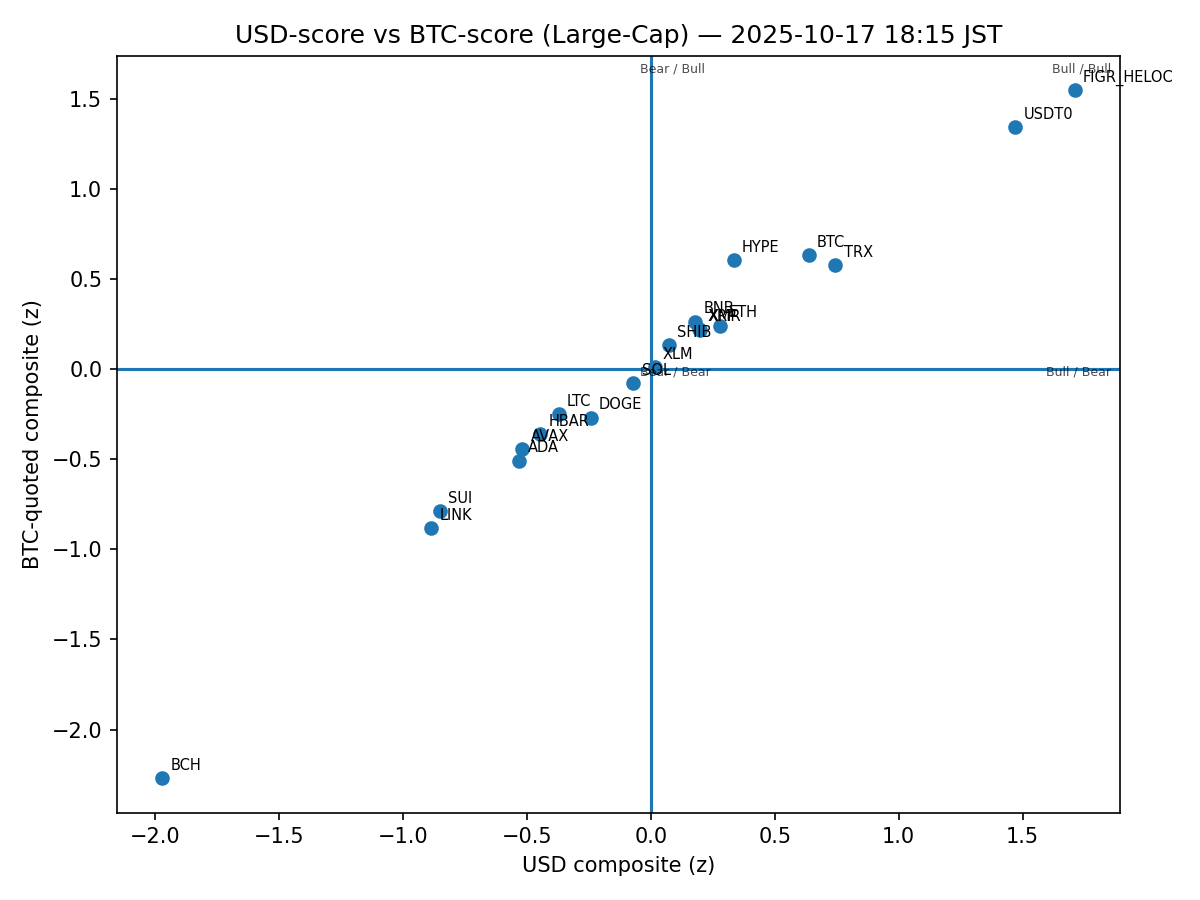 USD-score vs BTC-score (Large-Cap) — 2025-10-17 18:15 JST
Bear / Bull
Bull / Bull
FIGR_HELOC
USDT0
HYPE
BTC
TRX
BNB
ETH
XRP
XMR
SHIB
XLM
SOL
Bear / Bear
Bull / Bear
LTC
DOGE
HBAR
AVAX
ADA
SUI
LINK
BCH
1.5
1.0
0.5
0.0
−0.5
−1.0
−1.5
−2.0
BTC-quoted composite (z)
−2.0
−1.5
−1.0
−0.5
0.0
0.5
1.0
1.5
USD composite (z)